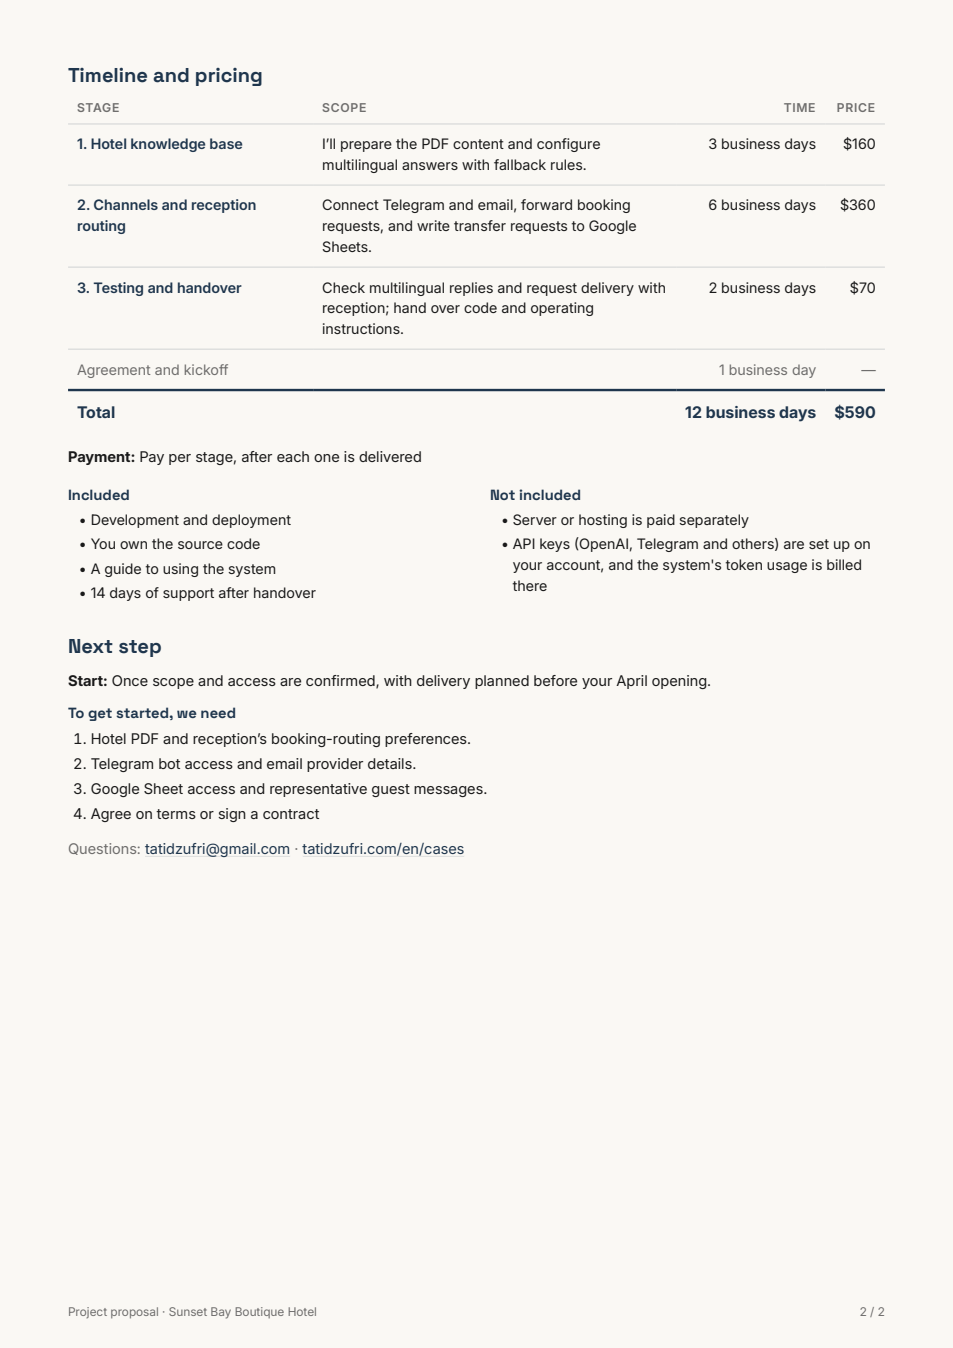 Timeline and pricing
STAGE SCOPE TIME PRICE
1. Hotel knowledge base I’ll prepare the PDF content and configure 3 business days $160
multilingual answers with fallback rules.
2. Channels and reception Connect Telegram and email, forward booking 6 business days $360
routing requests, and write transfer requests to Google
Sheets.
3. Testing and handover Check multilingual replies and request delivery with 2 business days $70
reception; hand over code and operating
instructions.
Agreement and kickoff 1 business day —
Total 12 business days $590
Payment: Pay per stage, after each one is delivered
Included
• Development and deployment
• You own the source code
• A guide to using the system
• 14 days of support after handover
Not included
• Server or hosting is paid separately
• API keys (OpenAI, Telegram and others) are set up on
your account, and the system's token usage is billed
there
Next step
Start: Once scope and access are confirmed, with delivery planned before your April opening.
To get started, we need
1. Hotel PDF and reception’s booking-routing preferences.
2. Telegram bot access and email provider details.
3. Google Sheet access and representative guest messages.
4. Agree on terms or sign a contract
Questions: tatidzufri@gmail.com · tatidzufri.com/en/cases
Project proposal · Sunset Bay Boutique Hotel 2 / 2